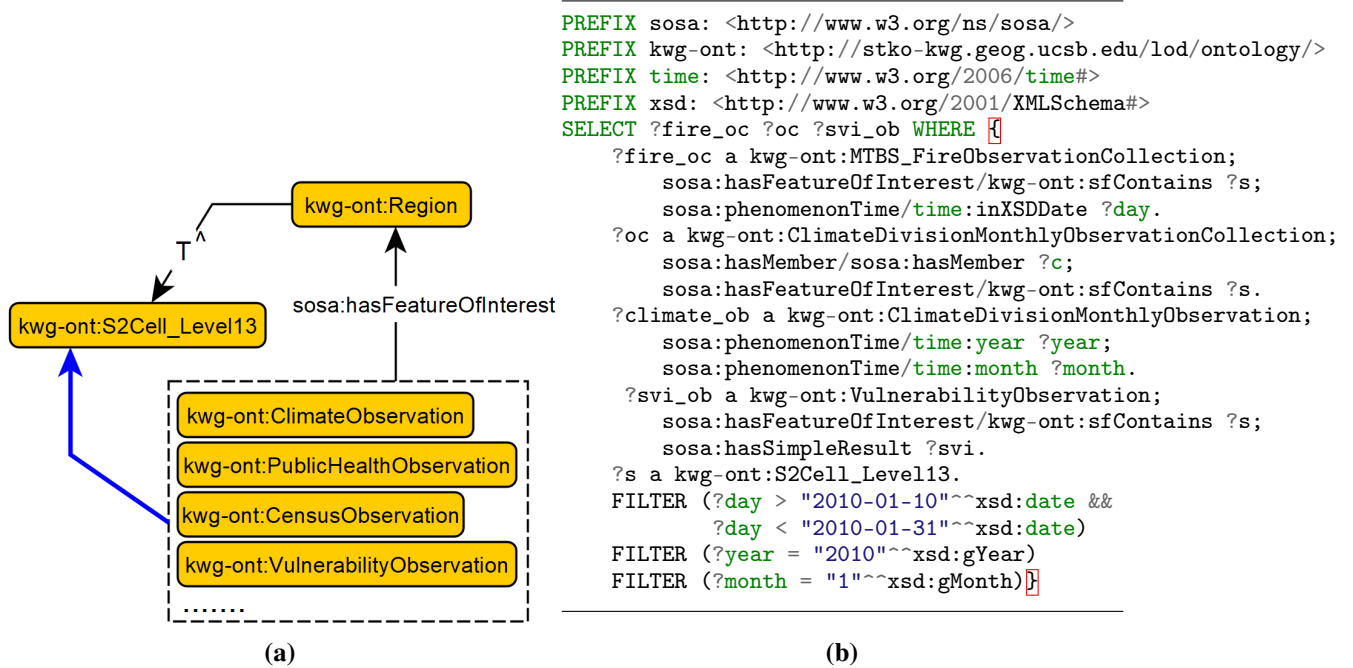 kwg-ont:Region
T^
sosa:hasFeatureOfInterest
kwg-ont:S2Cell_Level13
kwg-ont:ClimateObservation
kwg-ont:PublicHealthObservation
kwg-ont:CensusObservation
kwg-ont:VulnerabilityObservation
.......
(a)
PREFIX sosa: <http://www.w3.org/ns/sosa/>
PREFIX kwg-ont: <http://stko-kwg.geog.ucsb.edu/lod/ontology/>
PREFIX time: <http://www.w3.org/2006/time#>
PREFIX xsd: <http://www.w3.org/2001/XMLSchema#>
SELECT ?fire_oc ?oc ?svi_ob WHERE {
    ?fire_oc a kwg-ont:MTBS_FireObservationCollection;
        sosa:hasFeatureOfInterest/kwg-ont:sfContains ?s;
        sosa:phenomenonTime/time:inXSDDate ?day.
    ?oc a kwg-ont:ClimateDivisionMonthlyObservationCollection;
        sosa:hasMember/sosa:hasMember ?c;
        sosa:hasFeatureOfInterest/kwg-ont:sfContains ?s.
    ?climate_ob a kwg-ont:ClimateDivisionMonthlyObservation;
        sosa:phenomenonTime/time:year ?year;
        sosa:phenomenonTime/time:month ?month.
     ?svi_ob a kwg-ont:VulnerabilityObservation;
        sosa:hasFeatureOfInterest/kwg-ont:sfContains ?s;
        sosa:hasSimpleResult ?svi.
    ?s a kwg-ont:S2Cell_Level13.
    FILTER (?day > "2010-01-10"^^xsd:date &&
            ?day < "2010-01-31"^^xsd:date)
    FILTER (?year = "2010"^^xsd:gYear)
    FILTER (?month = "1"^^xsd:gMonth)}
(b)